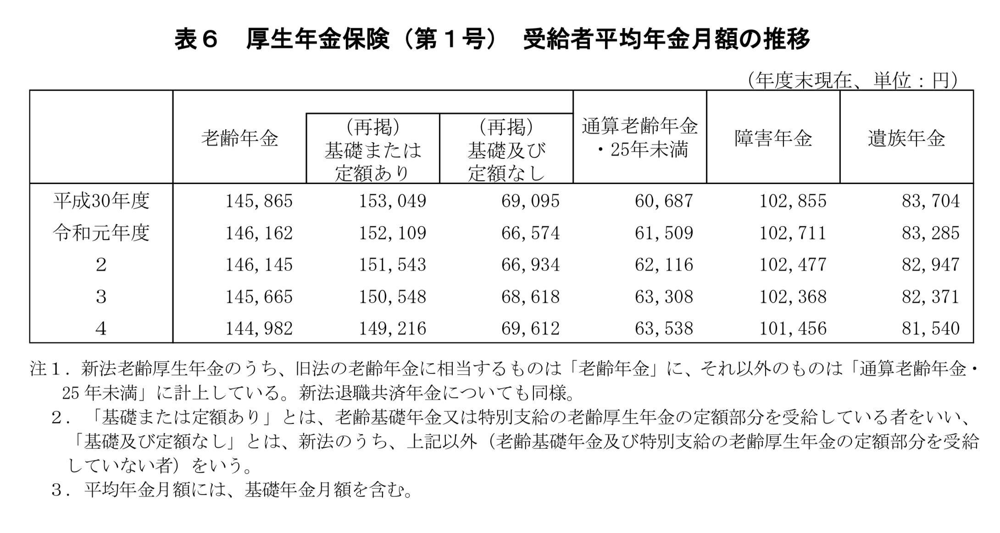 表６　厚生年金保険（第１号）　受給者平均年金月額の推移
（年度末現在、単位：円）
老齢年金
（再掲）
基礎または
定額あり
（再掲）
基礎及び
定額なし
通算老齢年金
・25年未満
障害年金
遺族年金
平成30年度 145,865 153,049 69,095 60,687 102,855 83,704
令和元年度 146,162 152,109 66,574 61,509 102,711 83,285
２ 146,145 151,543 66,934 62,116 102,477 82,947
３ 145,665 150,548 68,618 63,308 102,368 82,371
４ 144,982 149,216 69,612 63,538 101,456 81,540
注１．新法老齢厚生年金のうち、旧法の老齢年金に相当するものは「老齢年金」に、それ以外のものは「通算老齢年金・
25 年未満」に計上している。新法退職共済年金についても同様。
２．「基礎または定額あり」とは、老齢基礎年金又は特別支給の老齢厚生年金の定額部分を受給している者をいい、
「基礎及び定額なし」とは、新法のうち、上記以外（老齢基礎年金及び特別支給の老齢厚生年金の定額部分を受給
していない者）をいう。
３．平均年金月額には、基礎年金月額を含む。